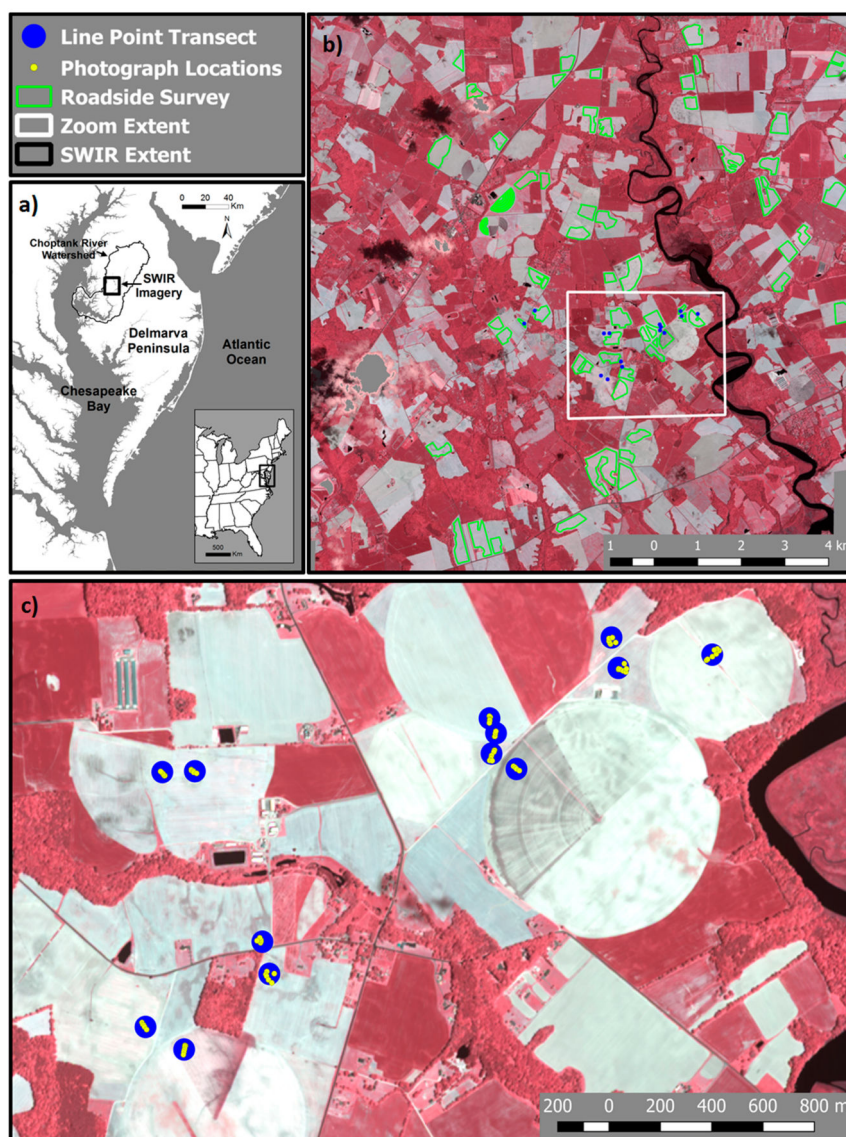 Line Point Transect
Photograph Locations
Roadside Survey
Zoom Extent
SWIR Extent
a)
0 20 40
Km
N
Choptank River
Watershed
SWIR
Imagery
Delmarva
Peninsula
Atlantic
Ocean
Chesapeake
Bay
500
Km
b)
1 0 1 2 3 4 km
c)
200 0 200 400 600 800 m